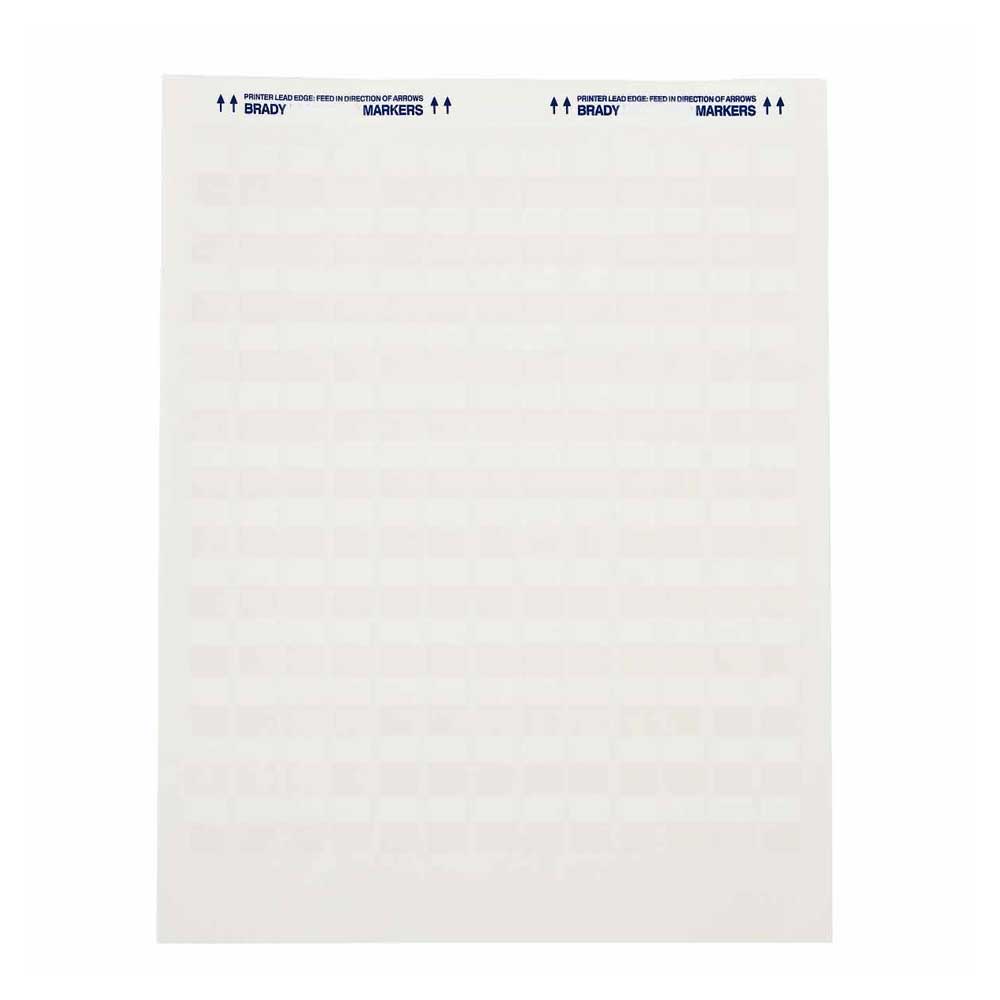 ↑↑ PRINTER LEAD EDGE: FEED IN DIRECTION OF ARROWS ↑↑
BRADY MARKERS
↑↑ PRINTER LEAD EDGE: FEED IN DIRECTION OF ARROWS ↑↑
BRADY MARKERS